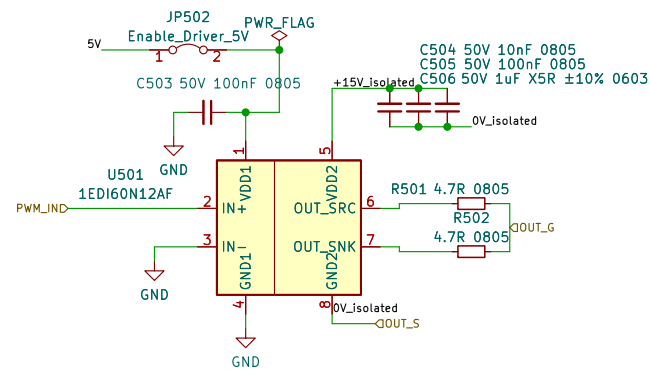 JP502
PWR_FLAG
Enable_Driver_5V
5V
1
2
C504 50V 10nF 0805
C505 50V 100nF 0805
C506 50V 1uF X5R ±10% 0603
C503 50V 100nF 0805
+15V_isolated
0V_isolated
GND
1
5
U501
1EDI60N12AF
VDD1
VDD2
R501 4.7R 0805
PWM_IN
2
IN+
OUT_SRC
6
R502
OUT_G
4.7R 0805
3
IN-
OUT_SNK
7
GND1
GND2
GND
4
8
0V_isolated
OUT_S
GND